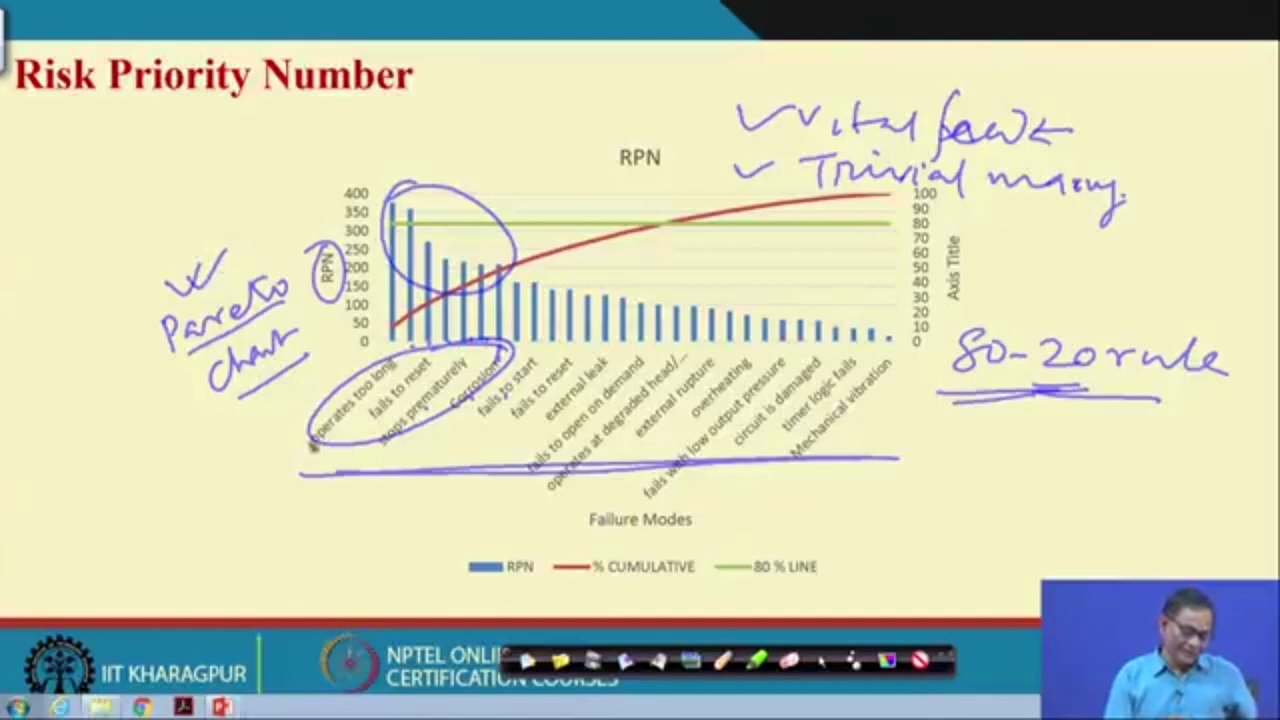 Risk Priority Number
✓ Vital few ←
✓ Trivial many.
RPN
400
350
300
250
200
150
100
50
0
RPN
100
90
80
70
60
50
40
30
20
10
0
Axis Title
Pareto
Chart
80-20 rule
Operates too long
fails to reset
stops prematurely
Corrosion
fails to start
fails to reset
external leak
fails to open on demand
operates at degraded head/...
external rupture
overheating
fails with low output pressure
circuit is damaged
timer logic fails
Mechanical vibration
Failure Modes
RPN % CUMULATIVE 80 % LINE
IIT KHARAGPUR
NPTEL ONLI
CERTIFICATION COURSES